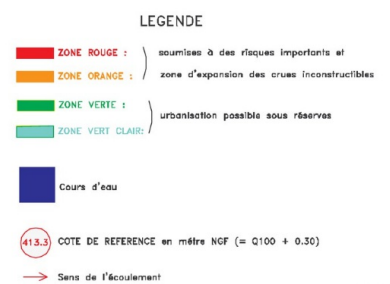 LEGENDE
ZONE ROUGE : soumises à des risques importants et
ZONE ORANGE : zone d'expansion des crues inconstructibles
ZONE VERTE :
urbanisation possible sous réserves
ZONE VERT CLAIR:
Cours d'eau
413.3 COTE DE REFERENCE en métre NGF (= Q100 + 0.30)
Sens de l'écoulement